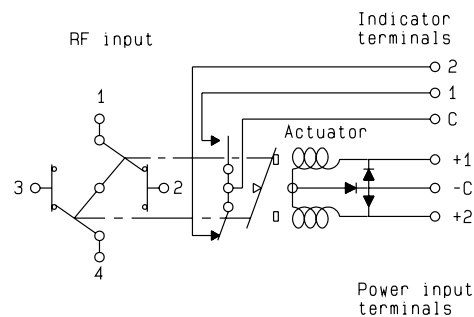 Indicator
terminals
RF input
2
1
C
Actuator
1
3
2
4
+1
-C
+2
Power input
terminals